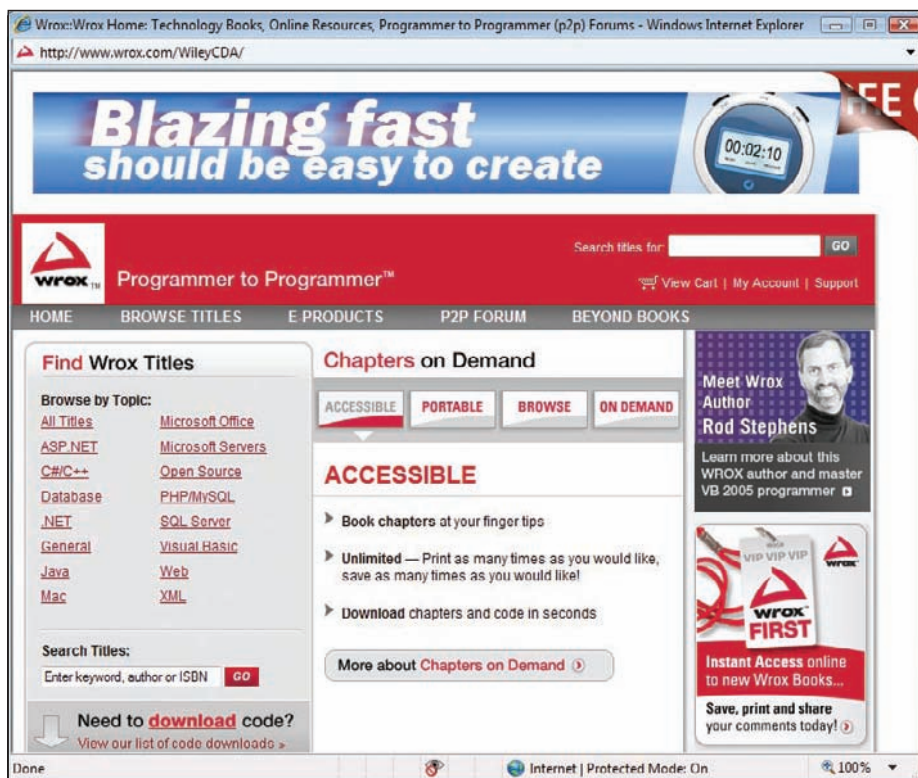 Wrox::Wrox Home: Technology Books, Online Resources, Programmer to Programmer (p2p) Forums - Windows Internet Explorer
http://www.wrox.com/WileyCDA/
Blazing fast
should be easy to create
00:02:10
Search titles for:
GO
wrox™
Programmer to Programmer™
View Cart | My Account | Support
HOME BROWSE TITLES E PRODUCTS P2P FORUM BEYOND BOOKS
Find Wrox Titles
Browse by Topic:
All Titles Microsoft Office
ASP.NET Microsoft Servers
C#/C++ Open Source
Database PHP/MySQL
.NET SQL Server
General Visual Basic
Java Web
Mac XML
Search Titles:
Enter keyword, author or ISBN GO
Need to download code?
View our list of code downloads »
Chapters on Demand
ACCESSIBLE PORTABLE BROWSE ON DEMAND
ACCESSIBLE
Book chapters at your finger tips
Unlimited — Print as many times as you would like,
save as many times as you would like!
Download chapters and code in seconds
More about Chapters on Demand
Meet Wrox
Author
Rod Stephens
Learn more about this
WROX author and master
VB 2005 programmer
VIP VIP VIP
wrox
FIRST
wrox
Instant Access online
to new Wrox Books...
Save, print and share
your comments today!
Done Internet | Protected Mode: On 100%